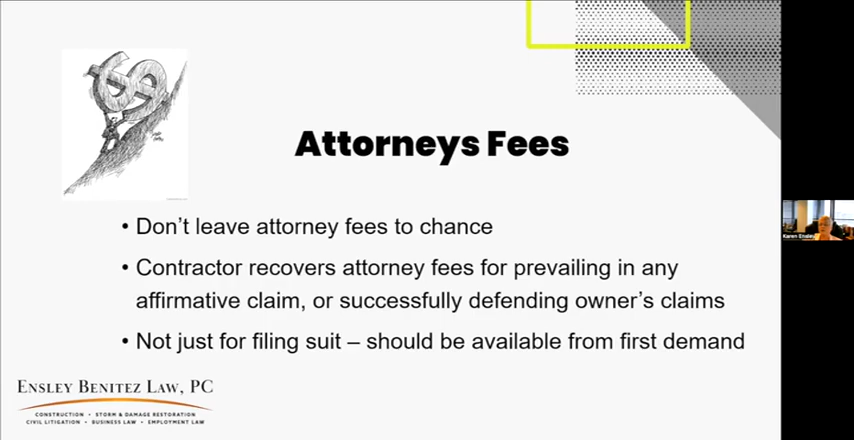 Attorneys Fees
• Don't leave attorney fees to chance
• Contractor recovers attorney fees for prevailing in any
affirmative claim, or successfully defending owner's claims
• Not just for filing suit – should be available from first demand
ENSLEY BENITEZ LAW, PC
CONSTRUCTION • STORM & DAMAGE RESTORATION
CIVIL LITIGATION • BUSINESS LAW • EMPLOYMENT LAW
Karen Ensley